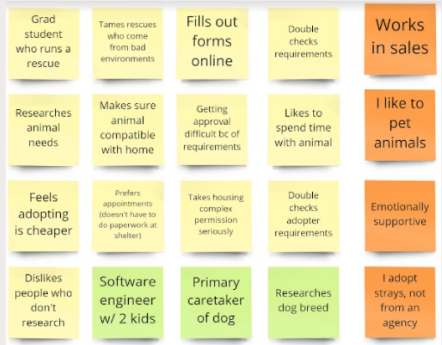 Grad
student
who runs a
rescue
Tames rescues
who come
from bad
environments
Fills out
forms
online
Double
checks
requirements
Works
in sales
Researches
animal
needs
Makes sure
animal
compatible
with home
Getting
approval
difficult bc of
requirements
Likes to
spend time
with animal
I like to
pet
animals
Feels
adopting
is cheaper
Prefers
appointments
(doesn't have to
do paperwork at
shelter)
Takes housing
complex
permission
seriously
Double
checks
adopter
requirements
Emotionally
supportive
Dislikes
people who
don't
research
Software
engineer
w/ 2 kids
Primary
caretaker
of dog
Researches
dog breed
I adopt
strays, not
from an
agency